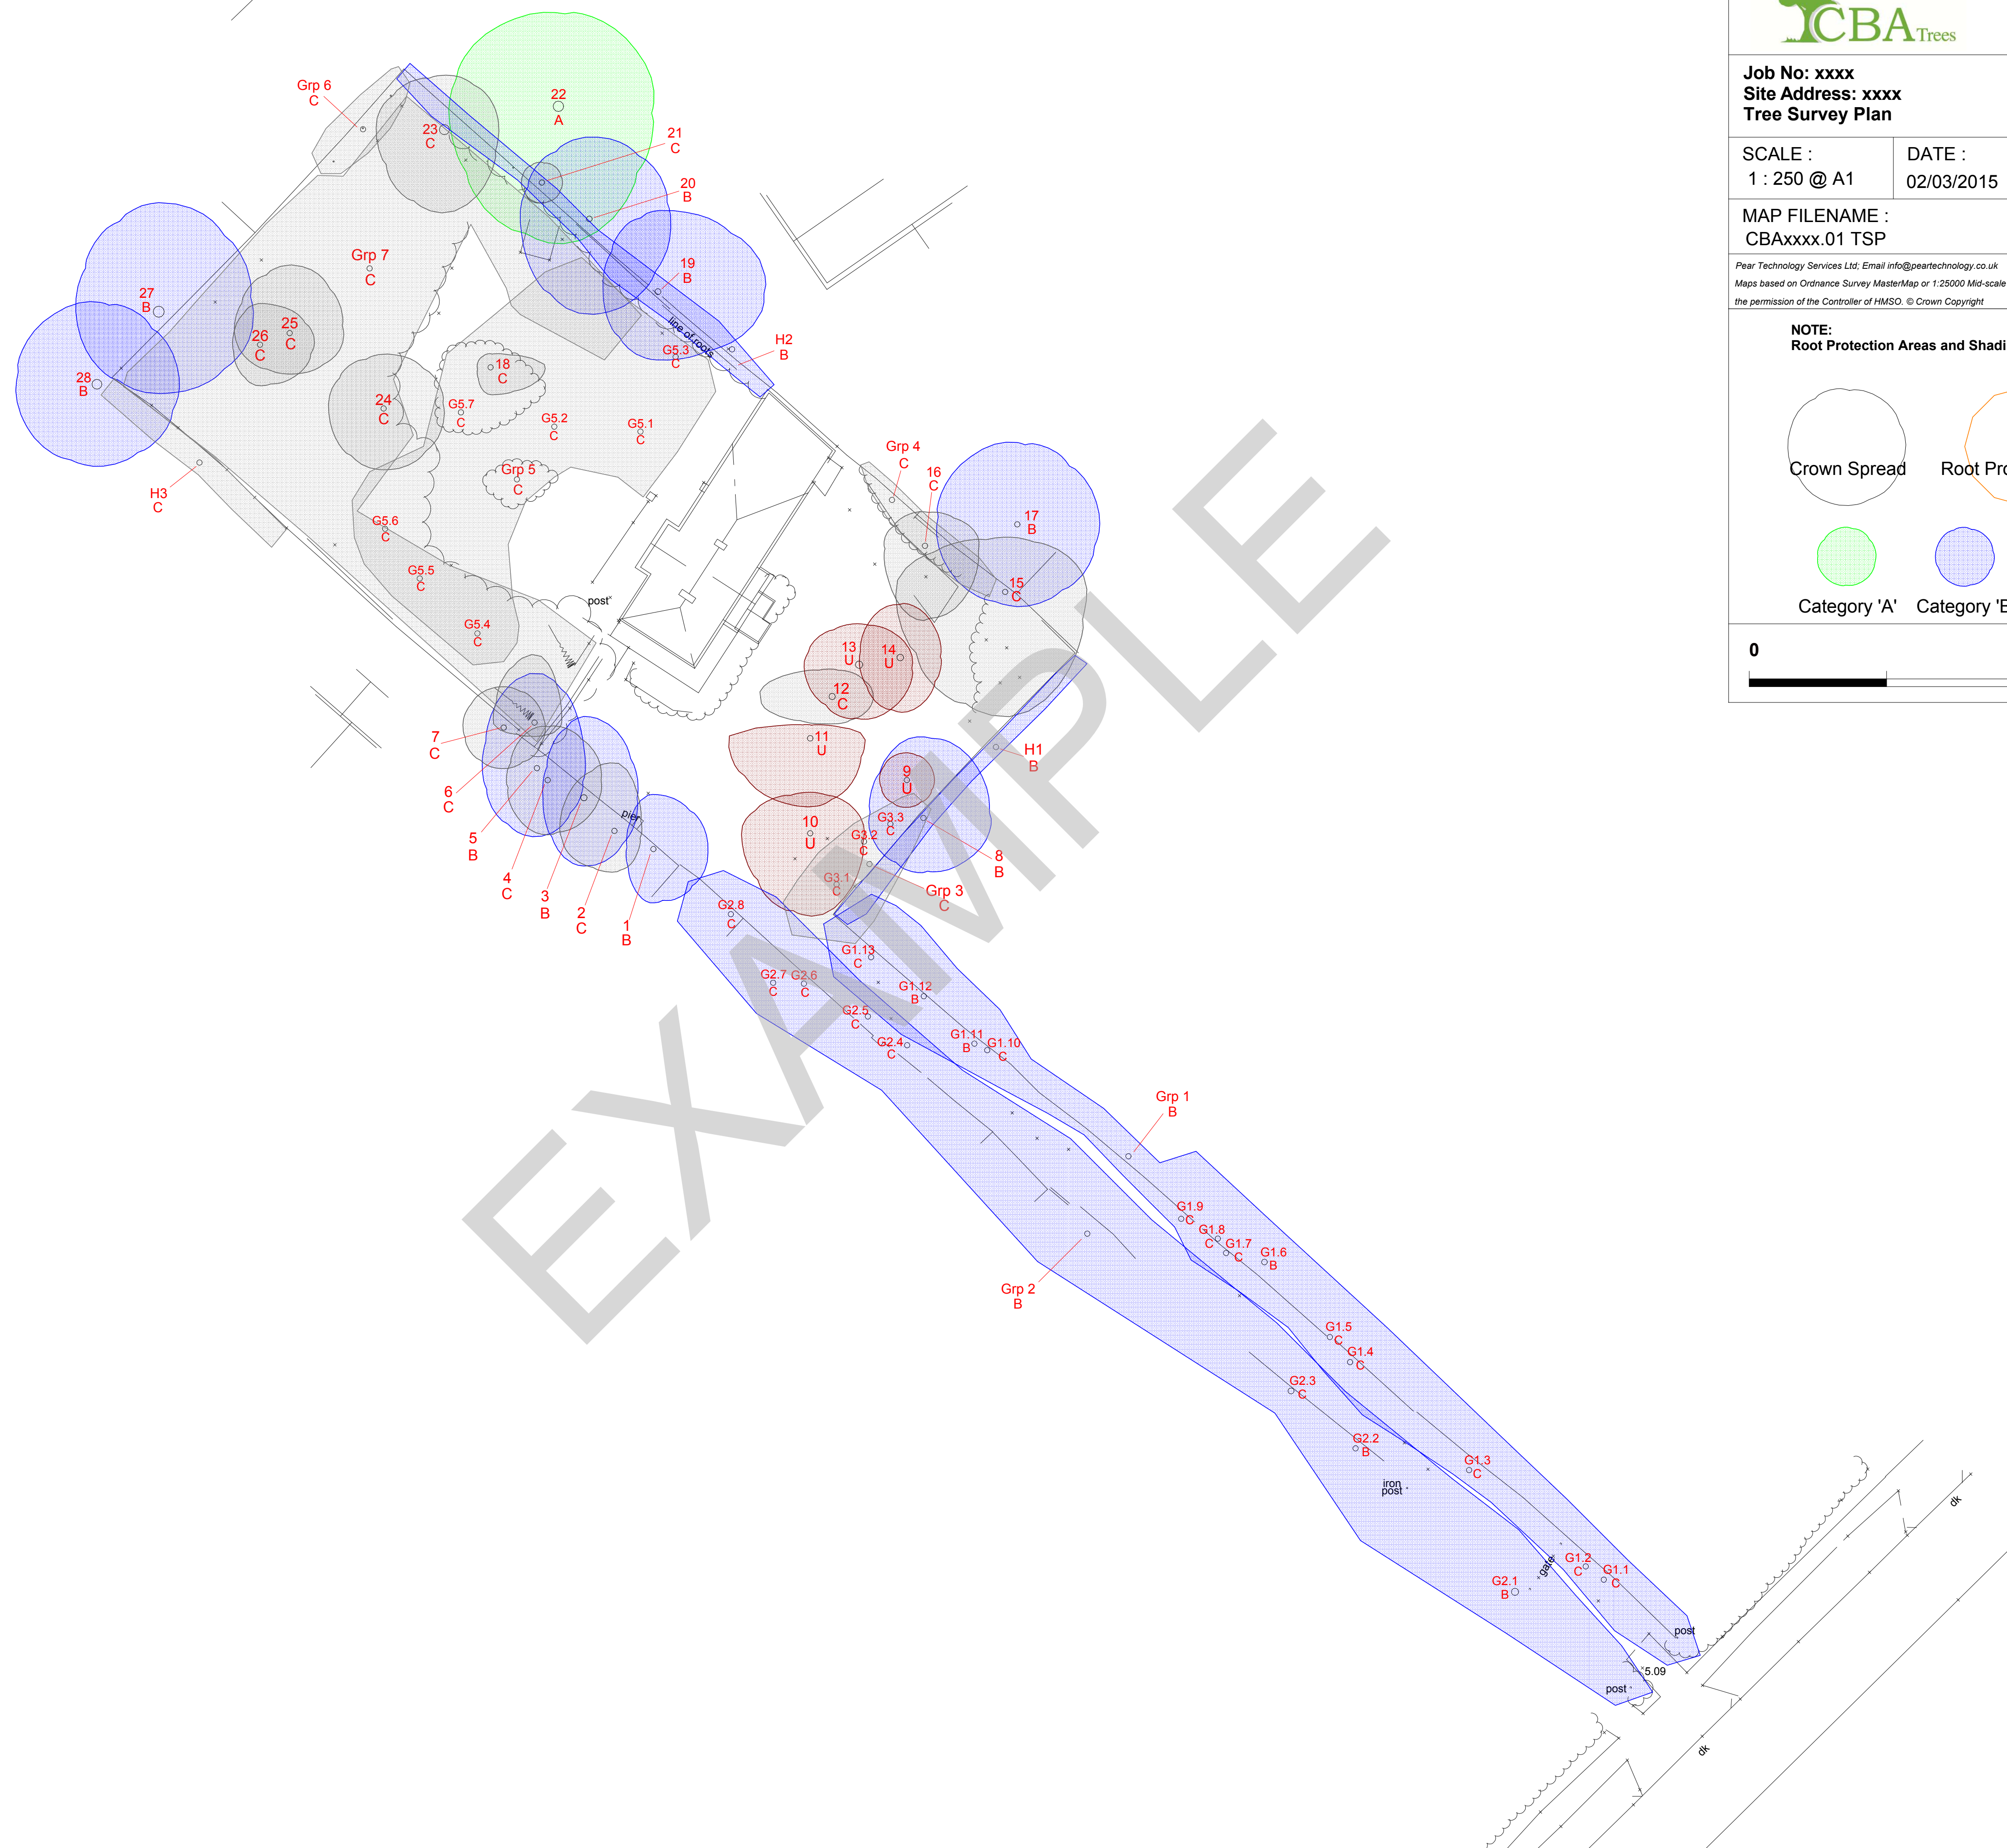 CBA Trees
Job No: xxxx
Site Address: xxxx
Tree Survey Plan
SCALE :
1 : 250 @ A1
DATE :
02/03/2015
MAP FILENAME :
CBAxxxx.01 TSP
Pear Technology Services Ltd; Email info@peartechnology.co.uk
Maps based on Ordnance Survey MasterMap or 1:25000 Mid-scale
the permission of the Controller of HMSO. © Crown Copyright
NOTE:
Root Protection Areas and Shadi
Crown Spread
Root Pro
Category 'A'
Category 'B
0
Grp 6
C
23
C
22
A
21
C
20
B
19
B
H2
B
line of roots
Grp 7
C
27
B
28
B
26
C
25
C
24
C
18
C
G5.3
C
G5.7
C
G5.2
C
G5.1
C
Grp 5
C
H3
C
G5.6
C
G5.5
C
G5.4
C
post
Grp 4
C
16
C
17
B
15
C
13
U
14
U
12
C
11
U
H1
B
9
U
10
U
G3.3
C
G3.2
C
G3.1
C
8
B
Grp 3
C
7
C
6
C
5
B
4
C
3
B
2
C
1
B
pier
G2.8
C
G2.7
C
G2.6
C
G2.5
C
G2.4
C
G1.13
C
G1.12
B
G1.11
B
G1.10
C
Grp 1
B
G1.9
C
G1.8
C
G1.7
C
G1.6
B
Grp 2
B
G1.5
C
G1.4
C
G2.3
C
G2.2
B
iron
post
G1.3
C
gate
G1.2
C
G1.1
C
G2.1
B
post
5.09
post
dk
dk
EXAMPLE